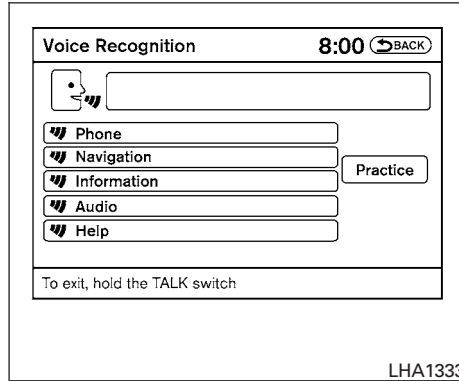 Voice Recognition 8:00 BACK
Phone
Navigation
Practice
Information
Audio
Help
To exit, hold the TALK switch
LHA1333